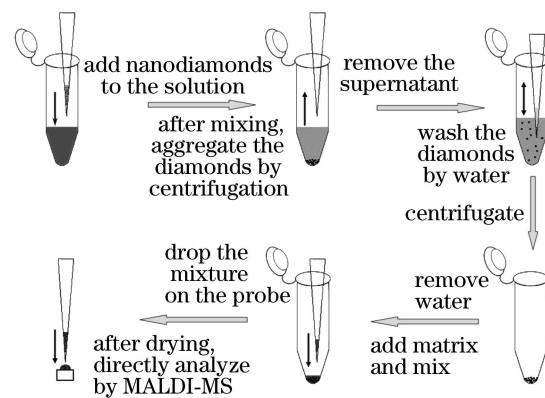 add nanodiamonds
to the solution
after mixing,
aggregate the
diamonds by
centrifugation
remove the
supernatant
wash the
diamonds
by water
centrifugate
remove
water
add matrix
and mix
drop the
mixture
on the probe
after drying,
directly analyze
by MALDI-MS